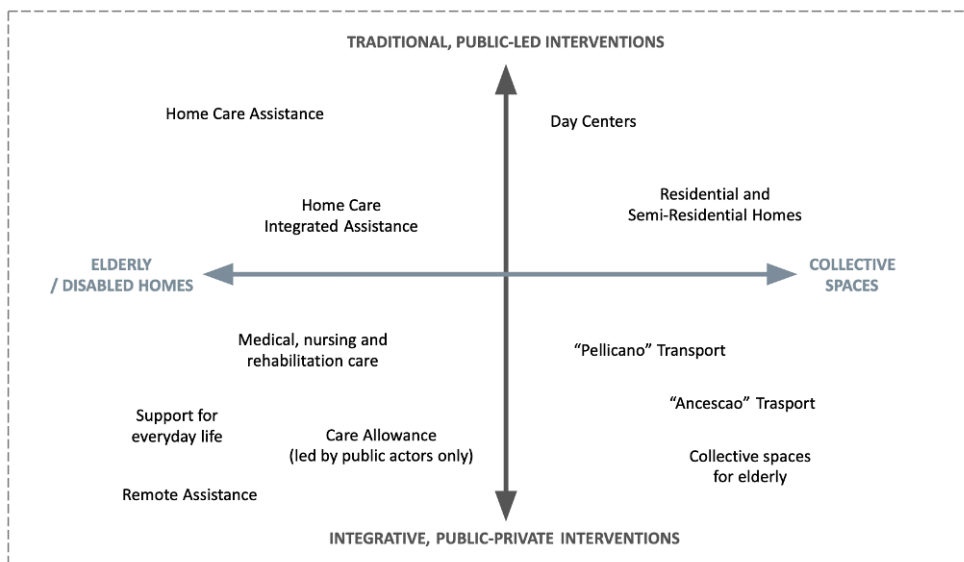 TRADITIONAL, PUBLIC-LED INTERVENTIONS
Home Care Assistance
Day Centers
Home Care
Integrated Assistance
Residential and
Semi-Residential Homes
ELDERLY
/ DISABLED HOMES
COLLECTIVE
SPACES
Medical, nursing and
rehabilitation care
“Pellicano” Transport
Support for
everyday life
Care Allowance
(led by public actors only)
“Ancescao” Trasport
Collective spaces
for elderly
Remote Assistance
INTEGRATIVE, PUBLIC-PRIVATE INTERVENTIONS